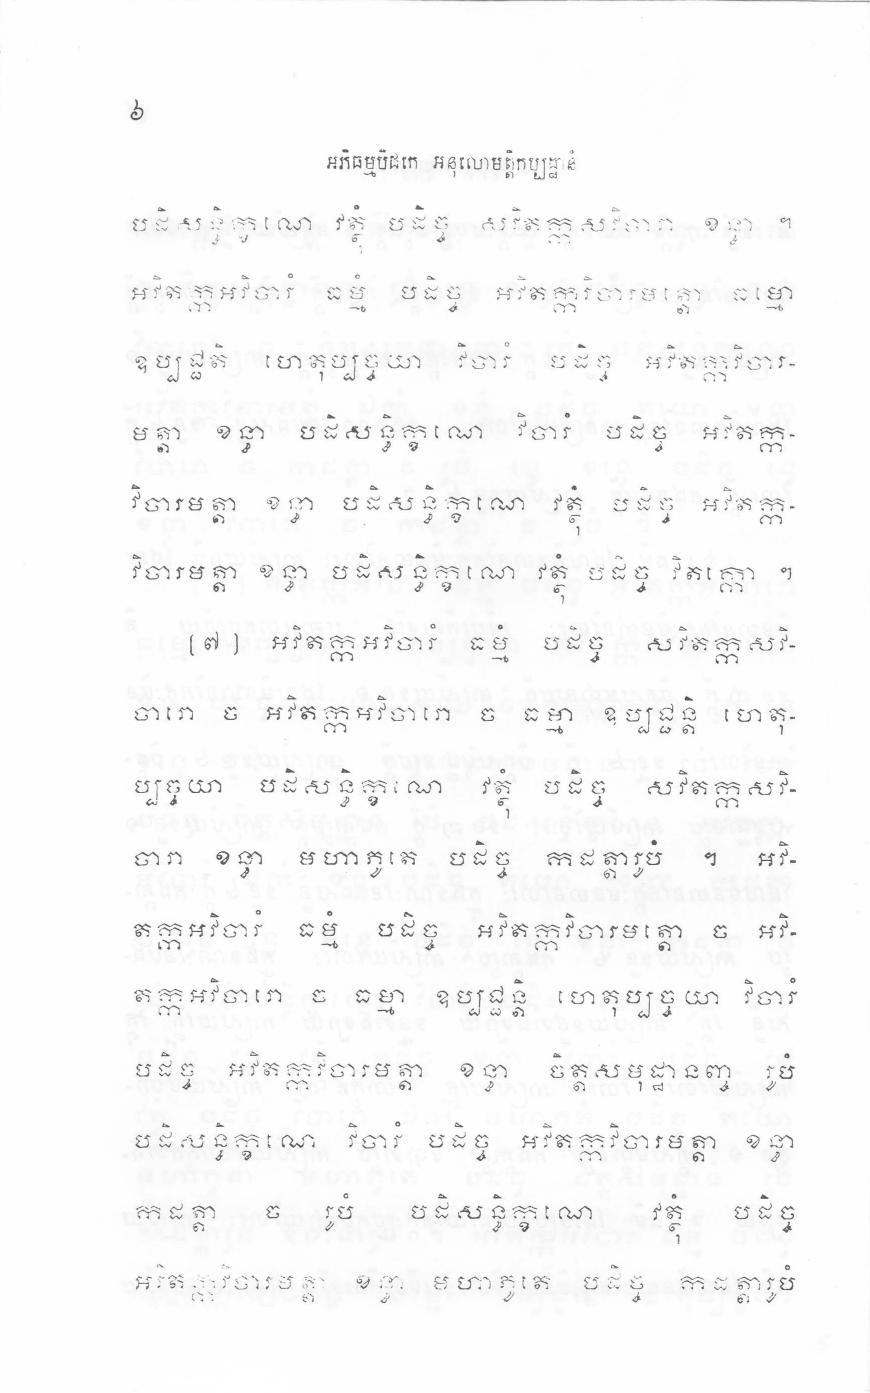 ៦
អភិធម្មបិដកេ អនុលោមត្តិកប្បដ្ឋានំ
បដិសន្ធិក្ខណេ វត្ថុំ បដិច្ច សវិតក្កសវិចារា ខន្ធា ។
អវិតក្កអវិចារំ ធម្មំ បដិច្ច អវិតក្កវិចារមត្តោ ធម្មោ
ឧប្បជ្ជតិ ហេតុប្បច្ចយា វិចារំ បដិច្ច អវិតក្កវិចារ-
មត្តា ខន្ធា បដិសន្ធិក្ខណេ វិចារំ បដិច្ច អវិតក្ក-
វិចារមត្តា ខន្ធា បដិសន្ធិក្ខណេ វត្ថុំ បដិច្ច អវិតក្ក-
វិចារមត្តា ខន្ធា បដិសន្ធិក្ខណេ វត្ថុំ បដិច្ច វិតក្កោ ។
[៧] អវិតក្កអវិចារំ ធម្មំ បដិច្ច សវិតក្កសវិ-
ចារោ ច អវិតក្កអវិចារោ ច ធម្មា ឧប្បជ្ជន្តិ ហេតុ-
ប្បច្ចយា បដិសន្ធិក្ខណេ វត្ថុំ បដិច្ច សវិតក្កសវិ-
ចារា ខន្ធា មហាភូតេ បដិច្ច កដត្តារូបំ ។ អវិ-
តក្កអវិចារំ ធម្មំ បដិច្ច អវិតក្កវិចារមត្តោ ច អវិ-
តក្កអវិចារោ ច ធម្មា ឧប្បជ្ជន្តិ ហេតុប្បច្ចយា វិចារំ
បដិច្ច អវិតក្កវិចារមត្តា ខន្ធា ចិត្តសមុដ្ឋានញ្ច រូបំ
បដិសន្ធិក្ខណេ វិចារំ បដិច្ច អវិតក្កវិចារមត្តា ខន្ធា
កដត្តា ច រូបំ បដិសន្ធិក្ខណេ វត្ថុំ បដិច្ច
អវិតក្កវិចារមត្តា ខន្ធា មហាភូតេ បដិច្ច កដត្តារូបំ